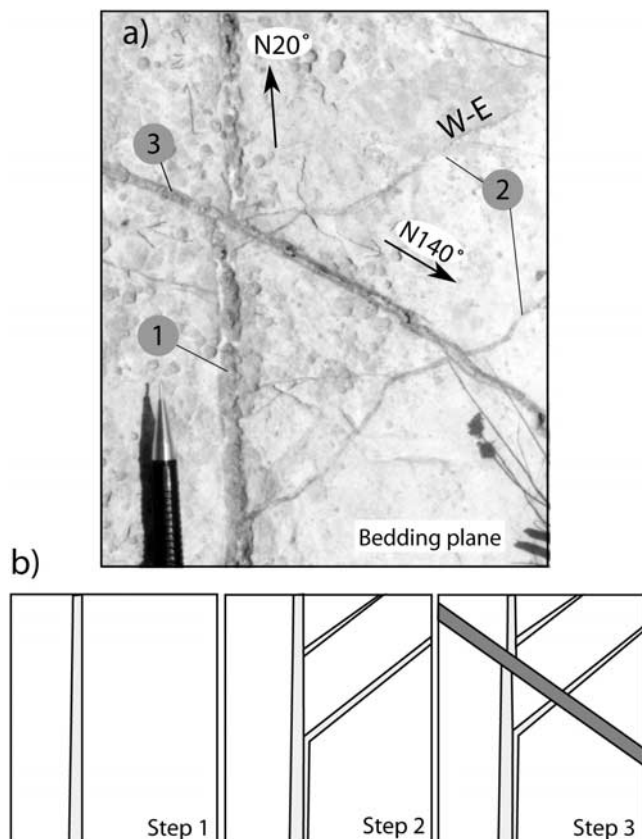 a)
N20°
W-E
3
2
N140°
1
Bedding plane
b)
Step 1
Step 2
Step 3